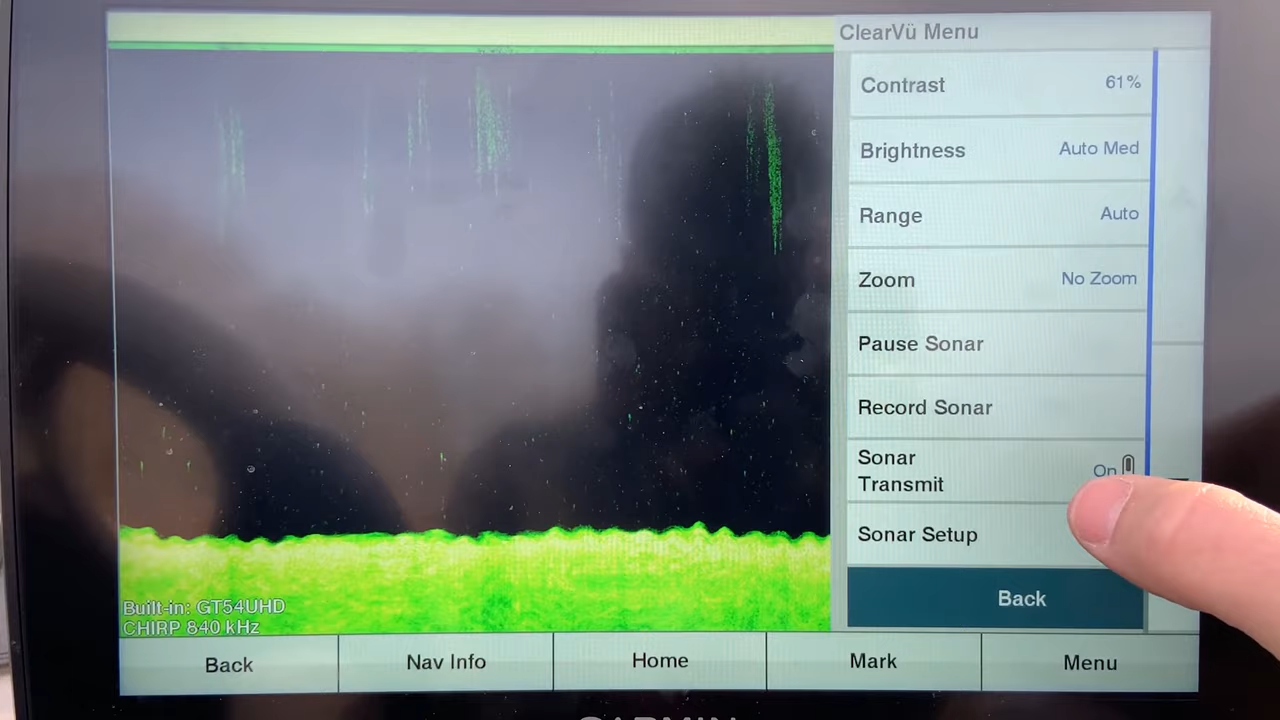 ClearVü Menu
Contrast 61%
Brightness Auto Med
Range Auto
Zoom No Zoom
Pause Sonar
Record Sonar
Sonar
Transmit On
Sonar Setup
Back
Built-in: GT54UHD
CHIRP 840 kHz
Back Nav Info Home Mark Menu
GARMIN